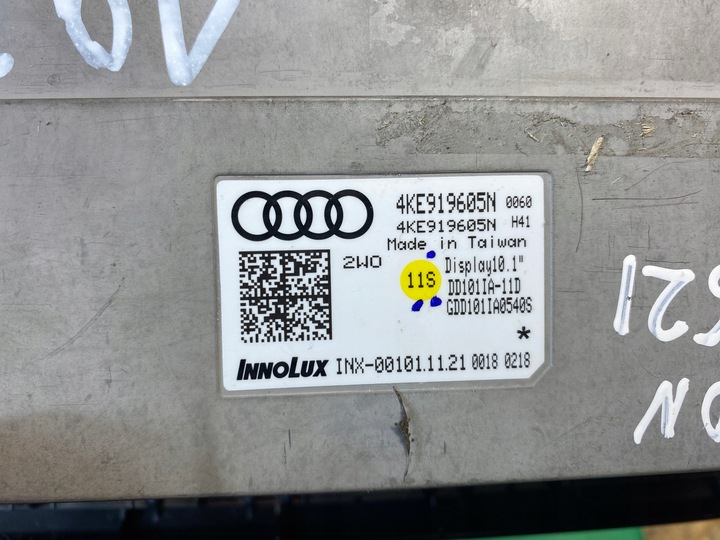 4KE919605N 0060
4KE919605N H41
Made in Taiwan
2WO
11S
Display10.1"
DD101IA-11D
GDD101IA0540S
*
INNOLUX INX-00101.11.21 0018 0218